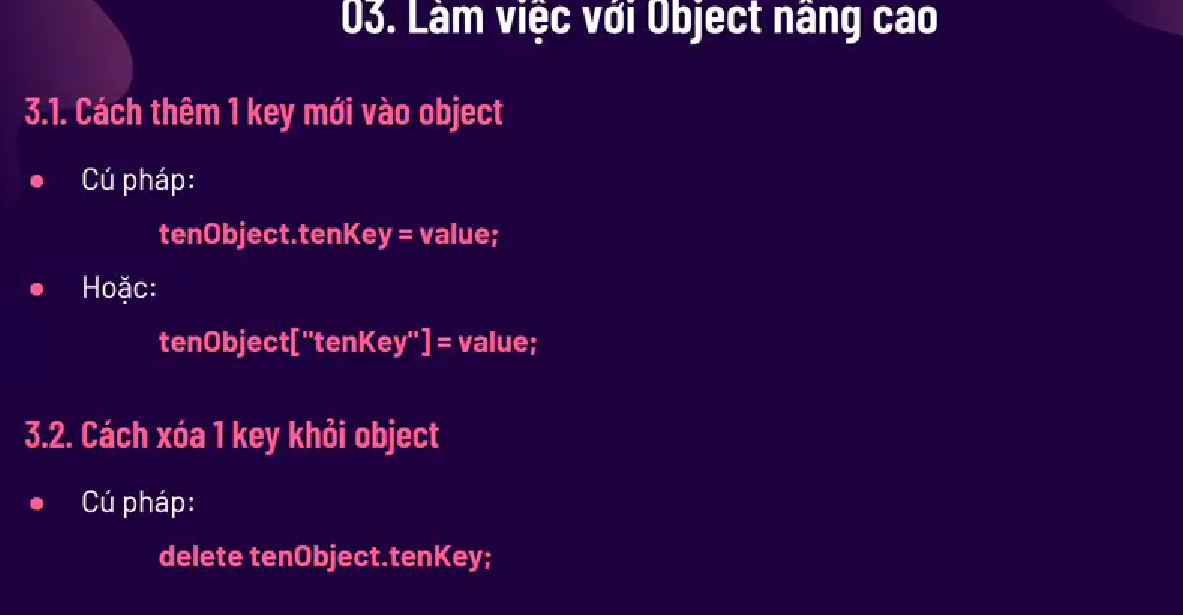 03. Làm việc với Object nâng cao
3.1. Cách thêm 1 key mới vào object
Cú pháp:
tenObject.tenKey = value;
Hoặc:
tenObject["tenKey"] = value;
3.2. Cách xóa 1 key khỏi object
Cú pháp:
delete tenObject.tenKey;